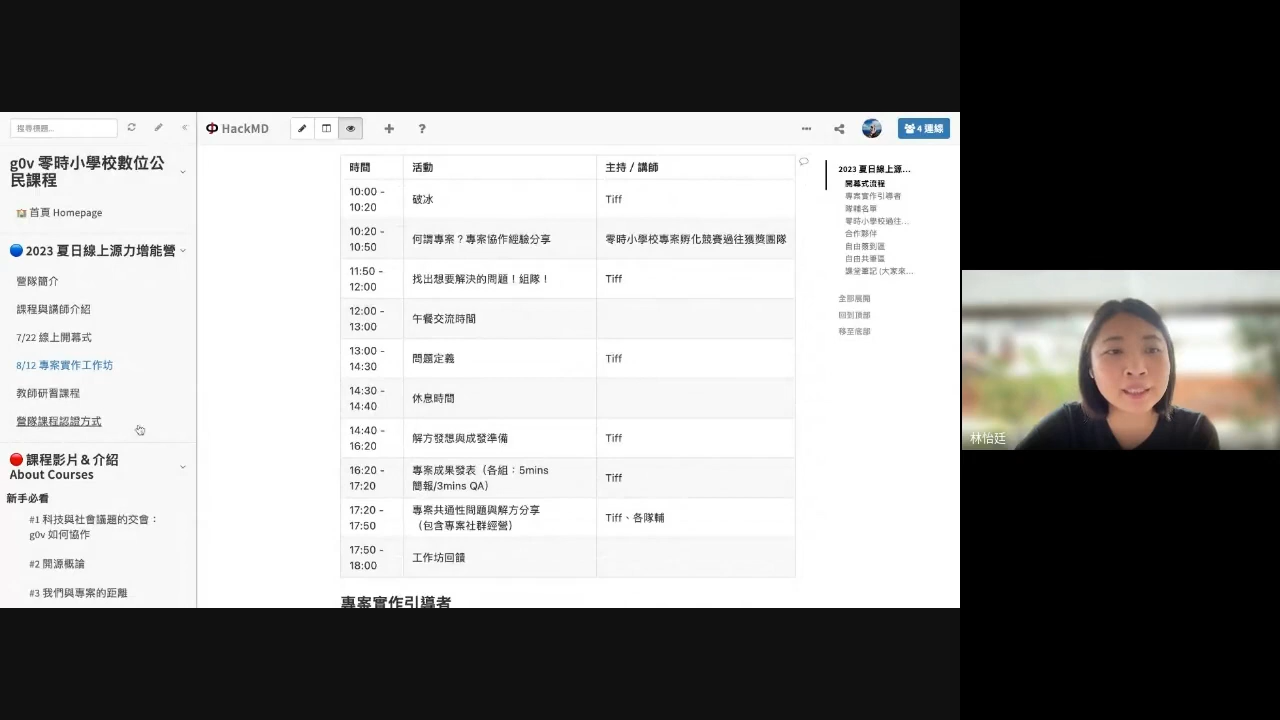 搜尋標題...
HackMD
4 連線
g0v 零時小學校數位公
民課程
首頁 Homepage
2023 夏日線上源力增能營
營隊簡介
課程與講師介紹
7/22 線上開幕式
8/12 專案實作工作坊
教師研習課程
營隊課程認證方式
課程影片& 介紹
About Courses
新手必看
#1 科技與社會議題的交會：
g0v 如何協作
#2 開源概論
#3 我們與專案的距離
時間 活動 主持 / 講師
10:00 -
10:20
破冰 Tiff
10:20 -
10:50
何謂專案？專案協作經驗分享 零時小學校專案孵化競賽過往獲獎團隊
11:50 -
12:00
找出想要解決的問題！組隊！ Tiff
12:00 -
13:00
午餐交流時間
13:00 -
14:30
問題定義 Tiff
14:30 -
14:40
休息時間
14:40 -
16:20
解方發想與成發準備 Tiff
16:20 -
17:20
專案成果發表（各組：5mins
簡報/3mins QA）
Tiff
17:20 -
17:50
專案共通性問題與解方分享
（包含專案社群經營）
Tiff、各隊輔
17:50 -
18:00
工作坊回饋
專案實作引導者
2023 夏日線上源...
開幕式流程
專案實作引導者
隊輔名單
零時小學校過往...
合作夥伴
自由簽到區
自由共筆區
課堂筆記 (大家來...
全部展開
回到頂部
移至底部
林怡廷